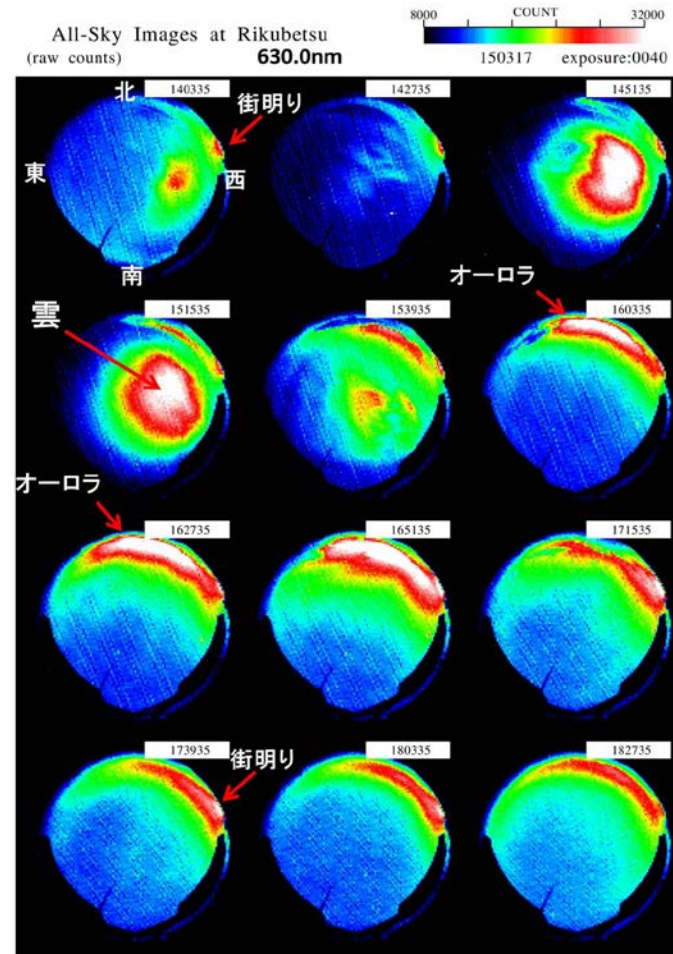 All-Sky Images at Rikubetsu
(raw counts)
630.0nm
COUNT
8000
32000
150317
exposure:0040
140335
142735
145135
北
街明り
東
西
南
オーロラ
151535
153935
160335
雲
オーロラ
162735
165135
171535
173935
180335
182735
街明り